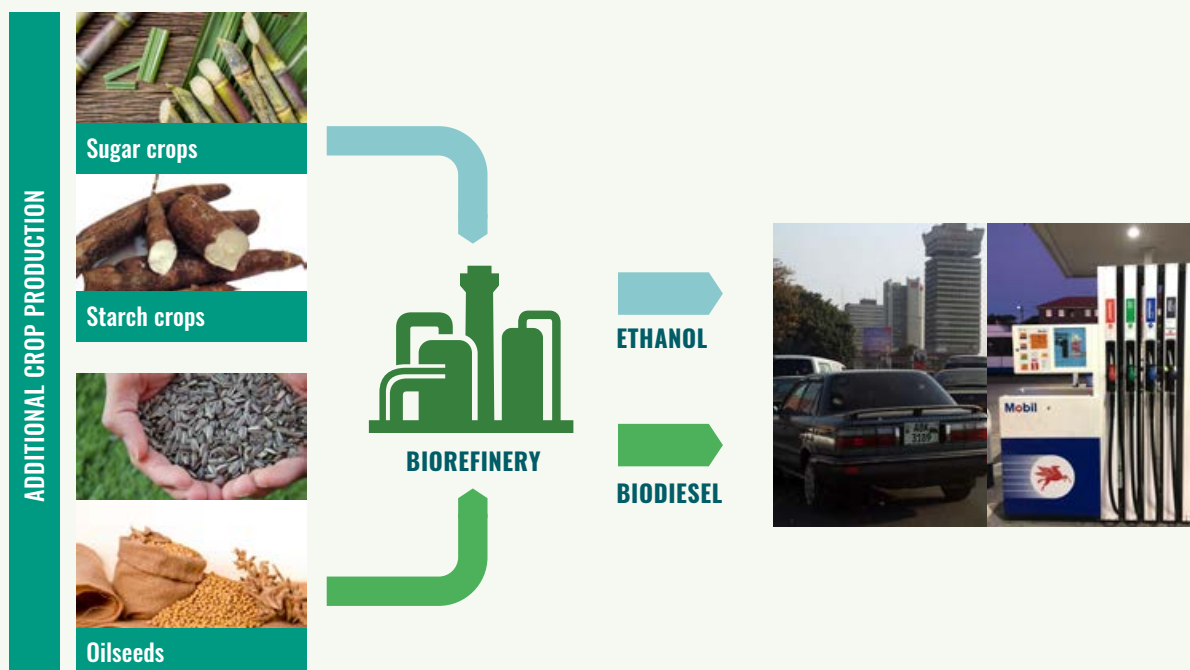 ADDITIONAL CROP PRODUCTION
Sugar crops
Starch crops
Oilseeds
BIOREFINERY
ETHANOL
BIODIESEL
Mobil